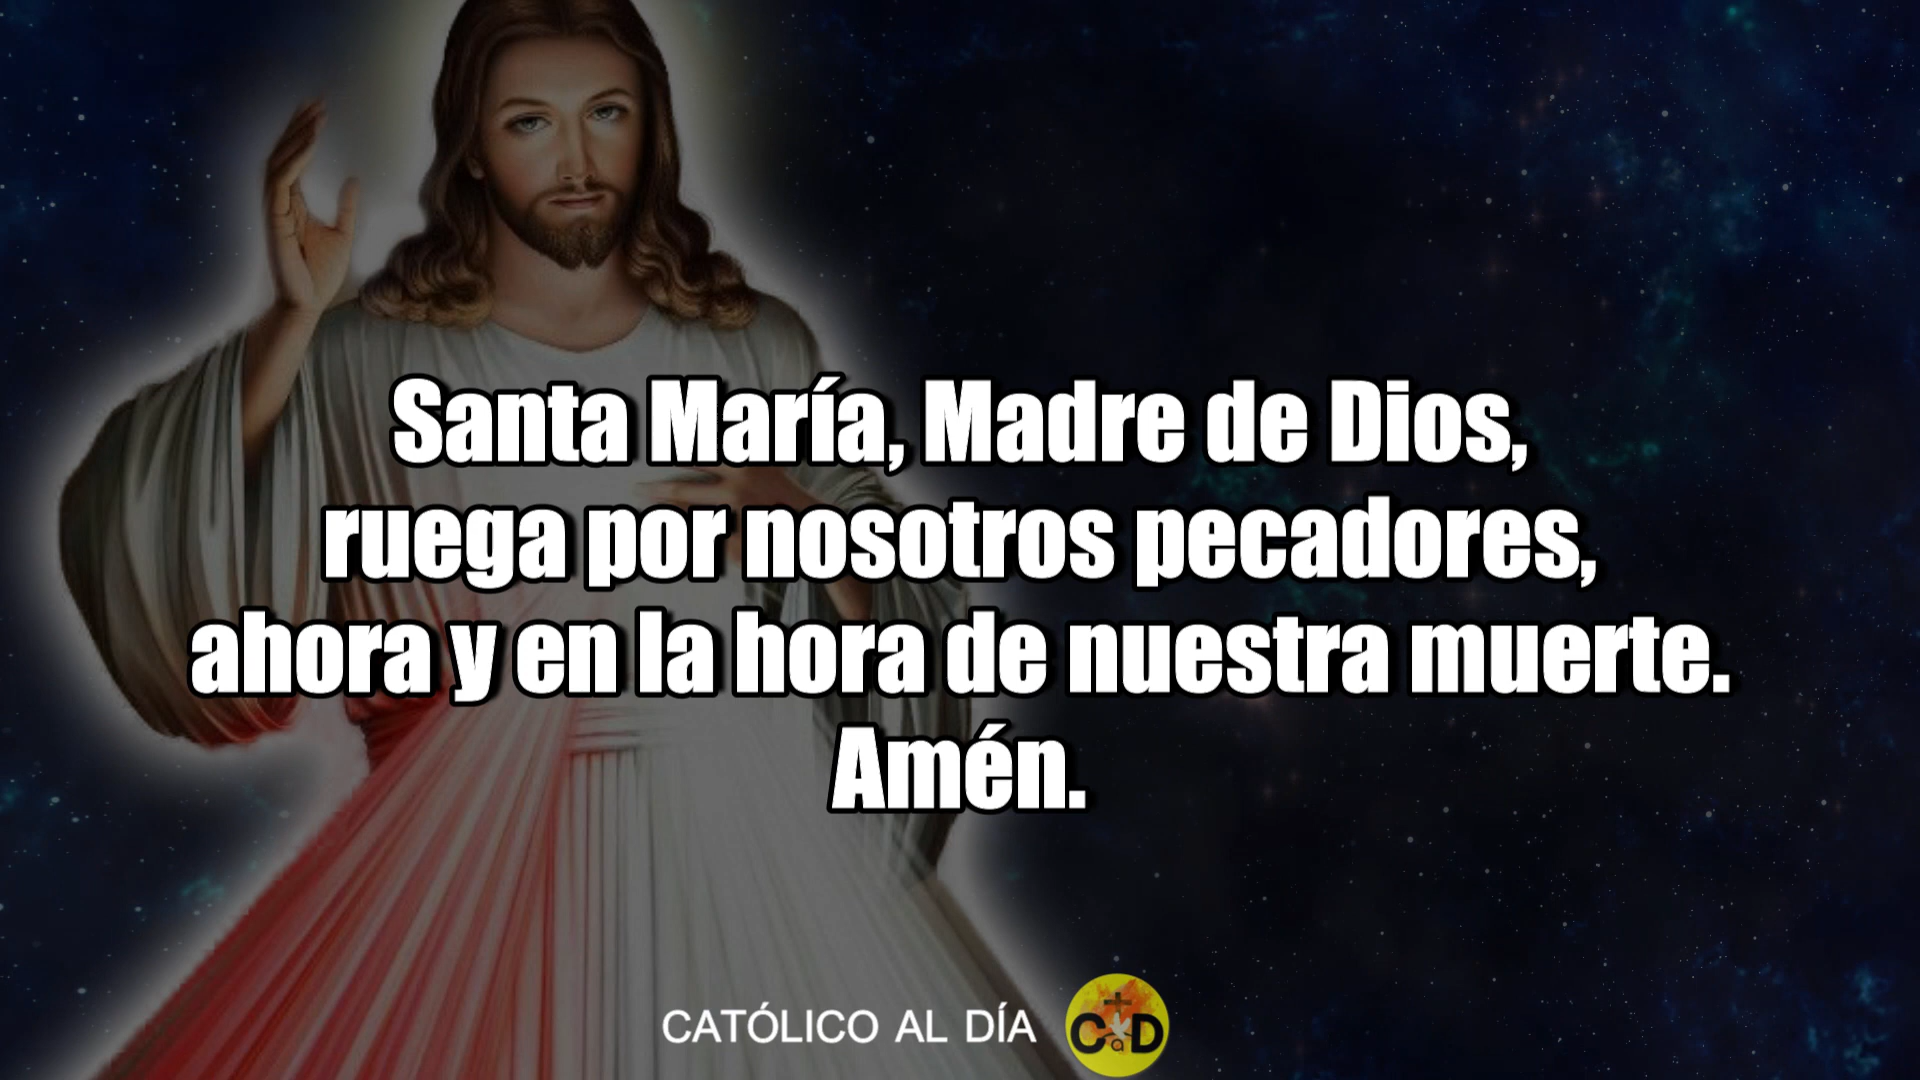 Santa María, Madre de Dios,
ruega por nosotros pecadores,
ahora y en la hora de nuestra muerte.
Amén.
CATÓLICO AL DÍA
CaD